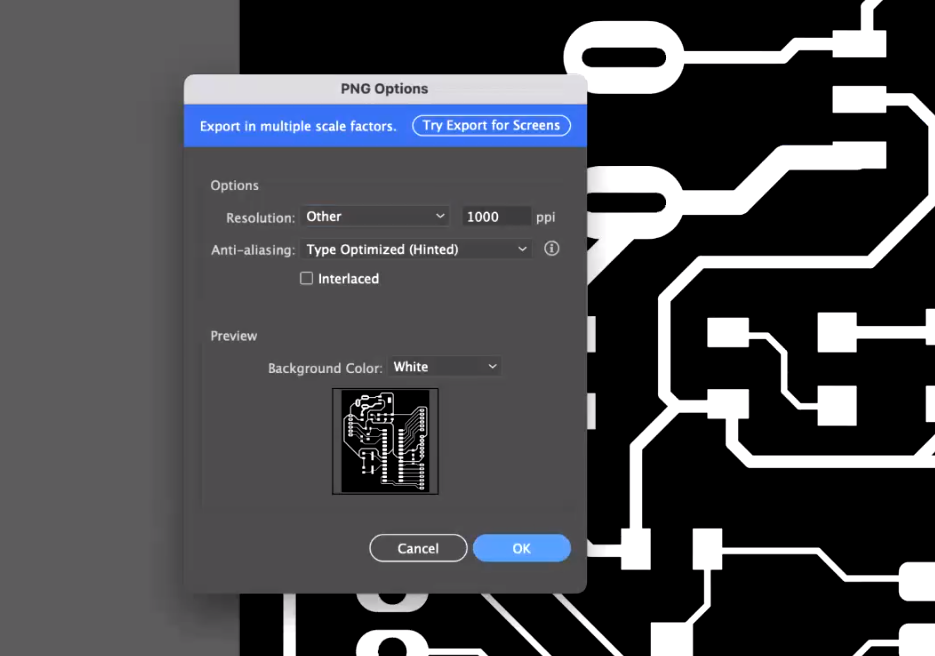 PNG Options
Export in multiple scale factors. Try Export for Screens
Options
Resolution: Other 1000 ppi
Anti-aliasing: Type Optimized (Hinted)
Interlaced
Preview
Background Color: White
Cancel OK